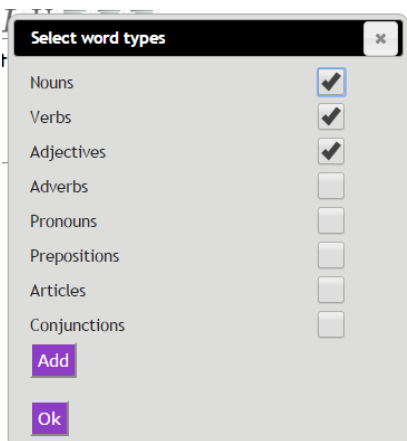 Select word types
Nouns
Verbs
Adjectives
Adverbs
Pronouns
Prepositions
Articles
Conjunctions
Add
Ok